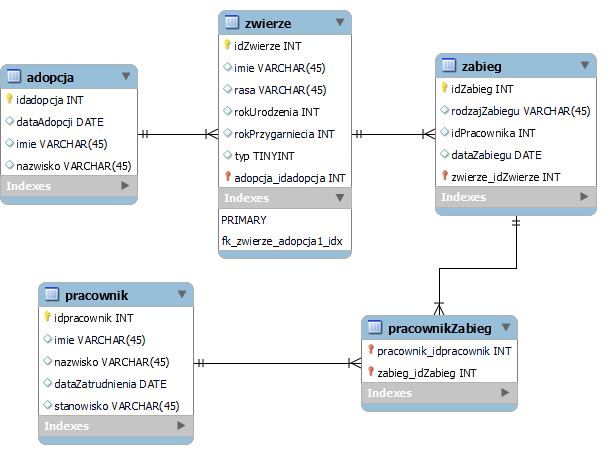 adopcja
idadopcja INT
dataAdopcji DATE
imie VARCHAR(45)
nazwisko VARCHAR(45)
Indexes
zwierze
idZwierze INT
imie VARCHAR(45)
rasa VARCHAR(45)
rokUrodzenia INT
rokPrzygarniecia INT
typ TINYINT
adopcja_idadopcja INT
Indexes
PRIMARY
fk_zwierze_adopcja1_idx
zabieg
idZabieg INT
rodzajZabiegu VARCHAR(45)
idPracownika INT
dataZabiegu DATE
zwierze_idZwierze INT
Indexes
pracownik
idpracownik INT
imie VARCHAR(45)
nazwisko VARCHAR(45)
dataZatrudnienia DATE
stanowisko VARCHAR(45)
Indexes
pracownikZabieg
pracownik_idpracownik INT
zabieg_idZabieg INT
Indexes